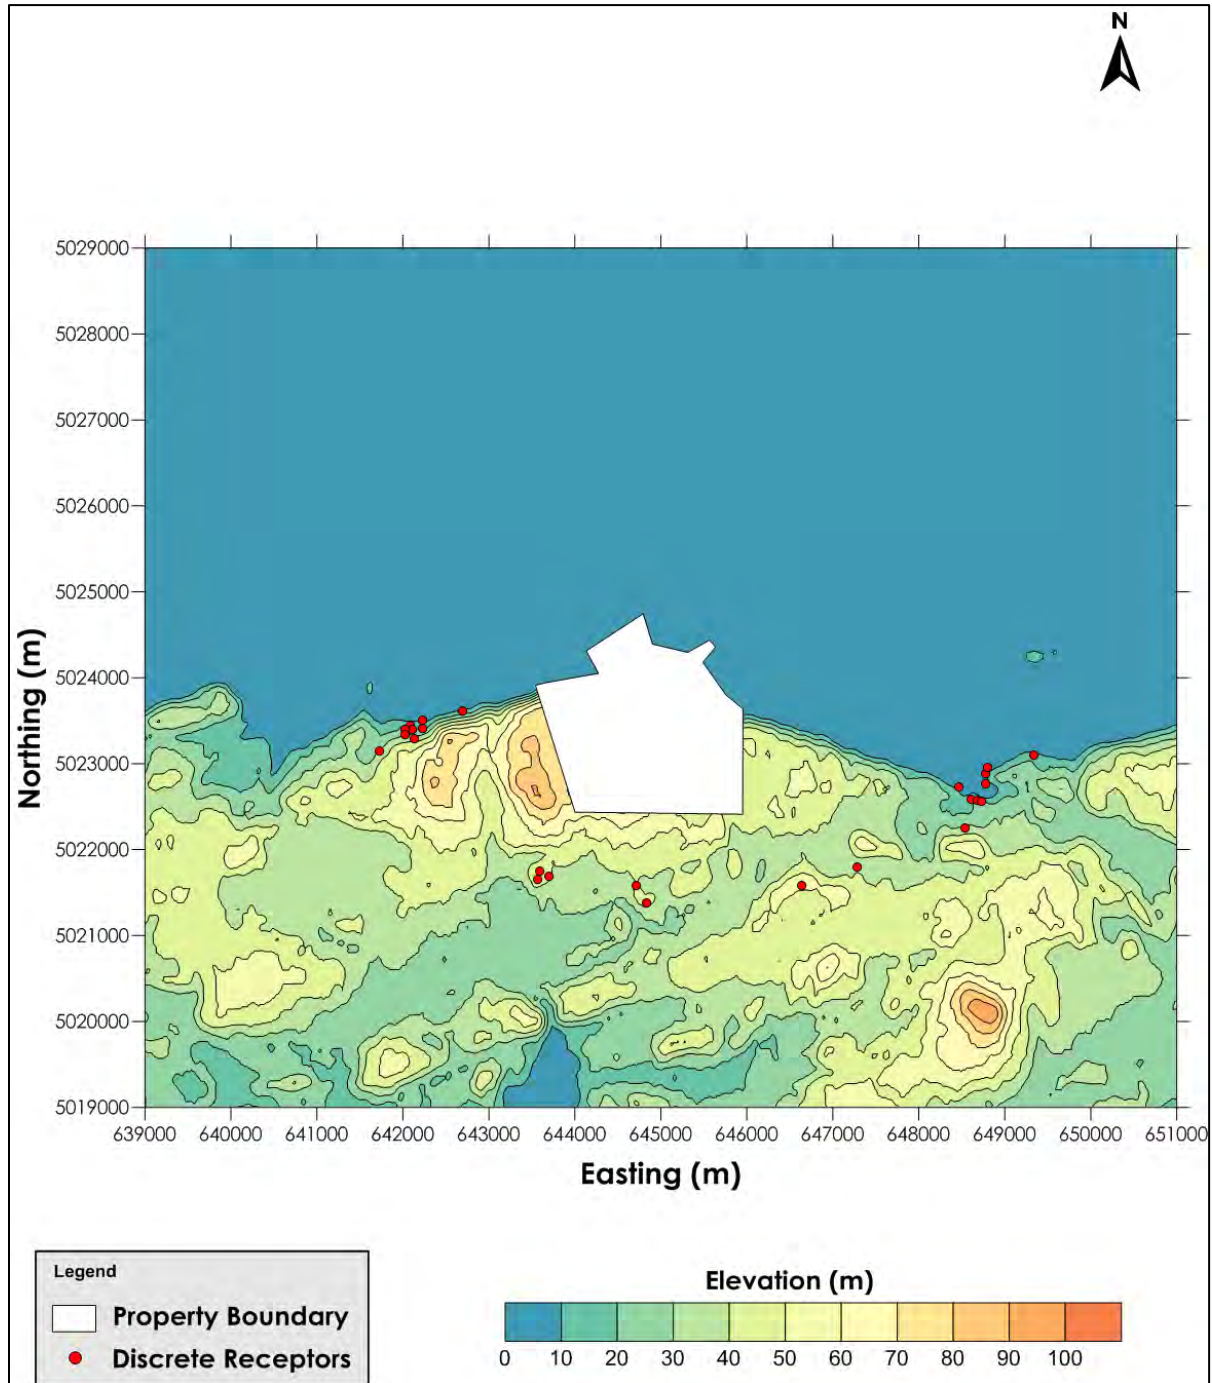 N
5029000
5028000
5027000
5026000
5025000
5024000
5023000
5022000
5021000
5020000
5019000
Northing (m)
639000 640000 641000 642000 643000 644000 645000 646000 647000 648000 649000 650000 651000
Easting (m)
Legend
Property Boundary
Discrete Receptors
Elevation (m)
0 10 20 30 40 50 60 70 80 90 100